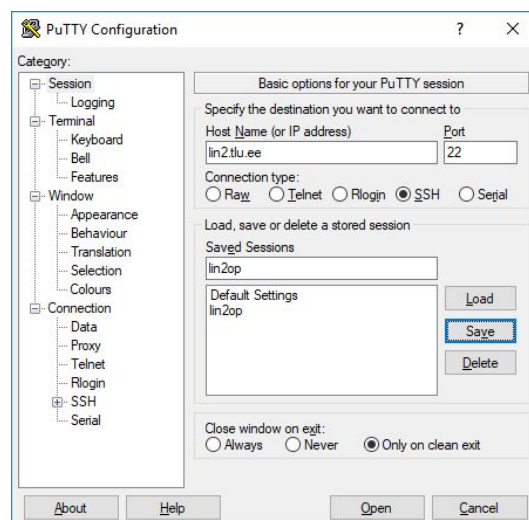 PuTTY Configuration ? ×
Category:
Session
Logging
Terminal
Keyboard
Bell
Features
Window
Appearance
Behaviour
Translation
Selection
Colours
Connection
Data
Proxy
Telnet
Rlogin
SSH
Serial
Basic options for your PuTTY session
Specify the destination you want to connect to
Host Name (or IP address) Port
lin2.tlu.ee 22
Connection type:
Raw Telnet Rlogin SSH Serial
Load, save or delete a stored session
Saved Sessions
lin2op
Default Settings
lin2op
Load
Save
Delete
Close window on exit:
Always Never Only on clean exit
About Help Open Cancel